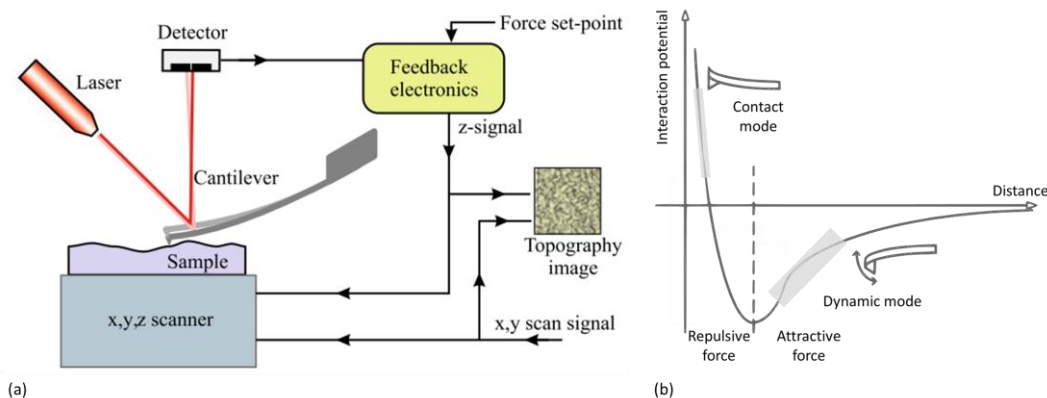 Force set-point
Detector
Laser
Feedback
electronics
z-signal
Cantilever
Sample
Topography
image
x,y,z scanner
x,y scan signal
(a)
Interaction potential
Contact
mode
Distance
Dynamic mode
Repulsive
force
Attractive
force
(b)